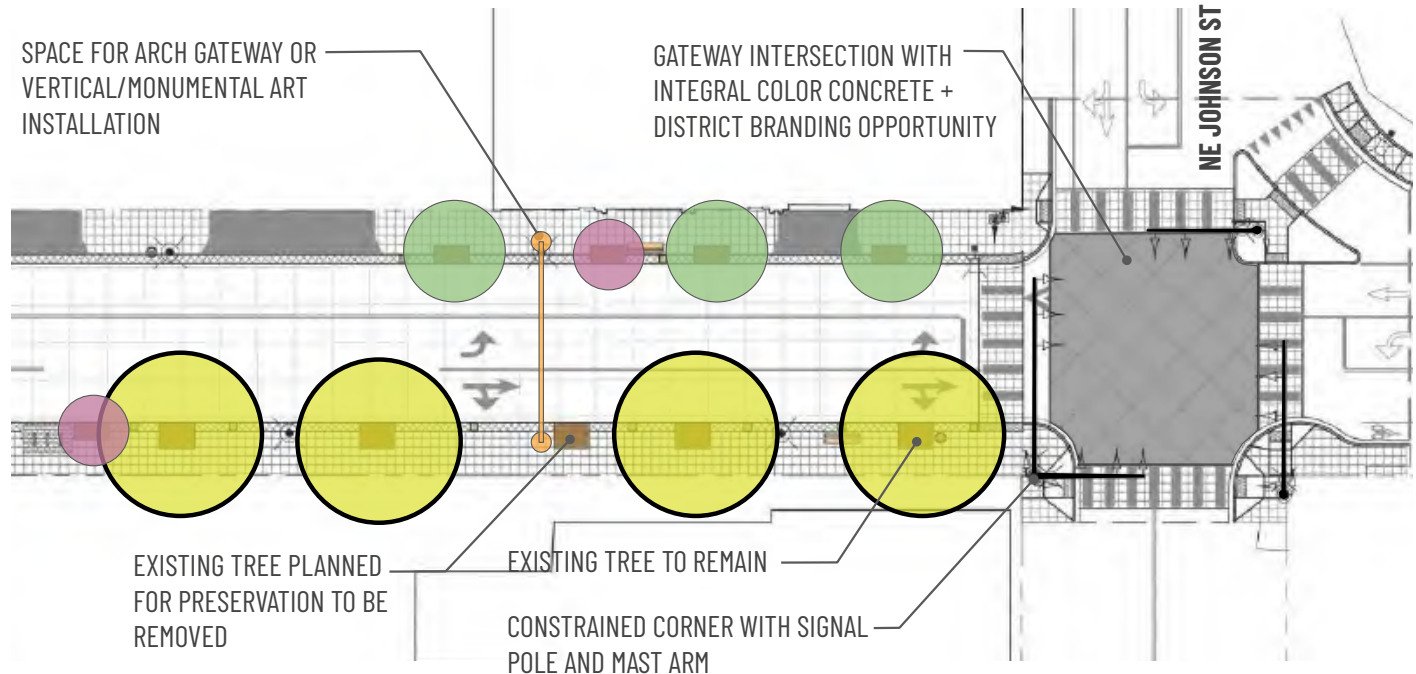 SPACE FOR ARCH GATEWAY OR
VERTICAL/MONUMENTAL ART
INSTALLATION
GATEWAY INTERSECTION WITH
INTEGRAL COLOR CONCRETE +
DISTRICT BRANDING OPPORTUNITY
NE JOHNSON ST
EXISTING TREE PLANNED
FOR PRESERVATION TO BE
REMOVED
EXISTING TREE TO REMAIN
CONSTRAINED CORNER WITH SIGNAL
POLE AND MAST ARM